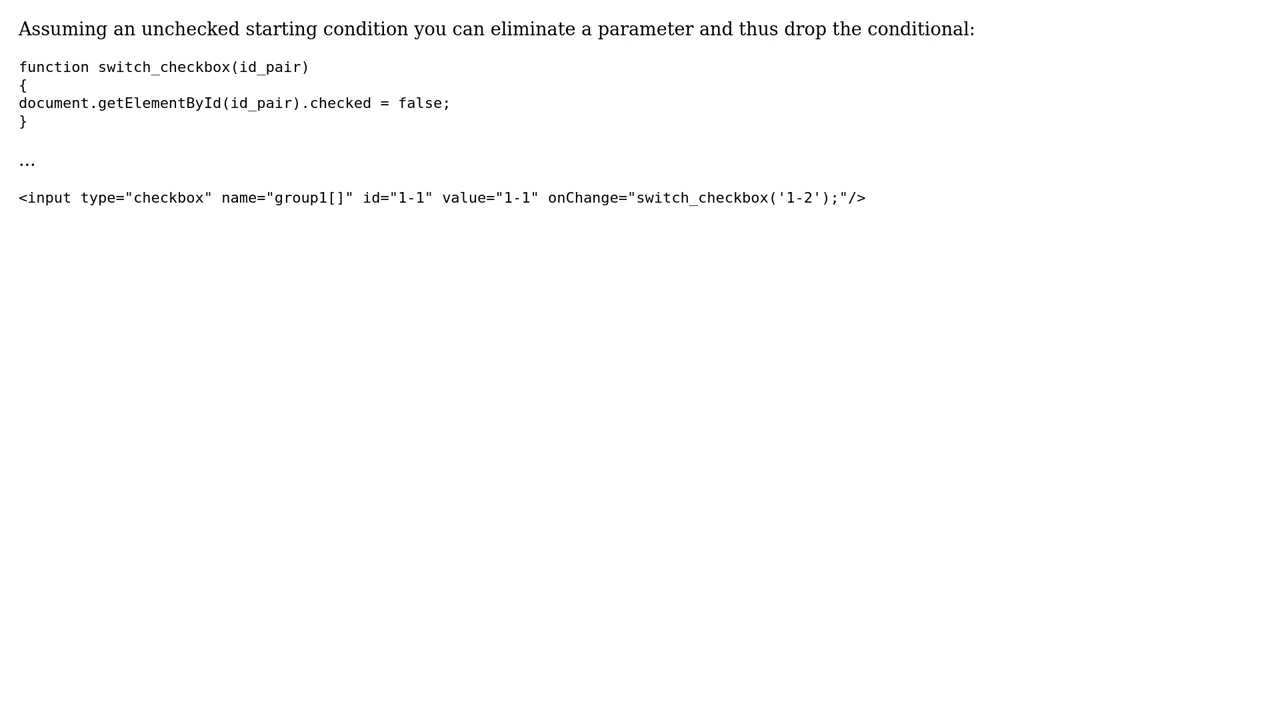 Assuming an unchecked starting condition you can eliminate a parameter and thus drop the conditional:
function switch_checkbox(id_pair)
{
document.getElementById(id_pair).checked = false;
}
...
<input type="checkbox" name="group1[]" id="1-1" value="1-1" onChange="switch_checkbox('1-2');"/>